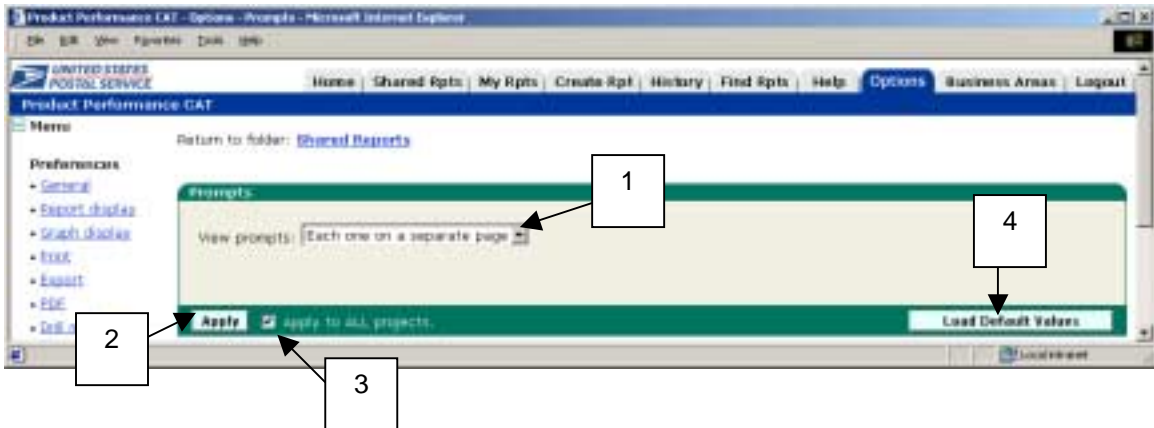 Product Performance CAT - Options - Prompts - Microsoft Internet Explorer
File Edit View Favorites Tools Help
UNITED STATES
POSTAL SERVICE
Home Shared Rpts My Rpts Create Rpt History Find Rpts Help Options Business Areas Logout
Product Performance CAT
Menu
Return to folder: Shared Reports
Preferences
General
Prompts
1
Report display
4
Graph display
View prompts: Each one on a separate page
Print
Export
PDF
Drill
2
Apply Apply to ALL projects. Load Default Values
Local intranet
3